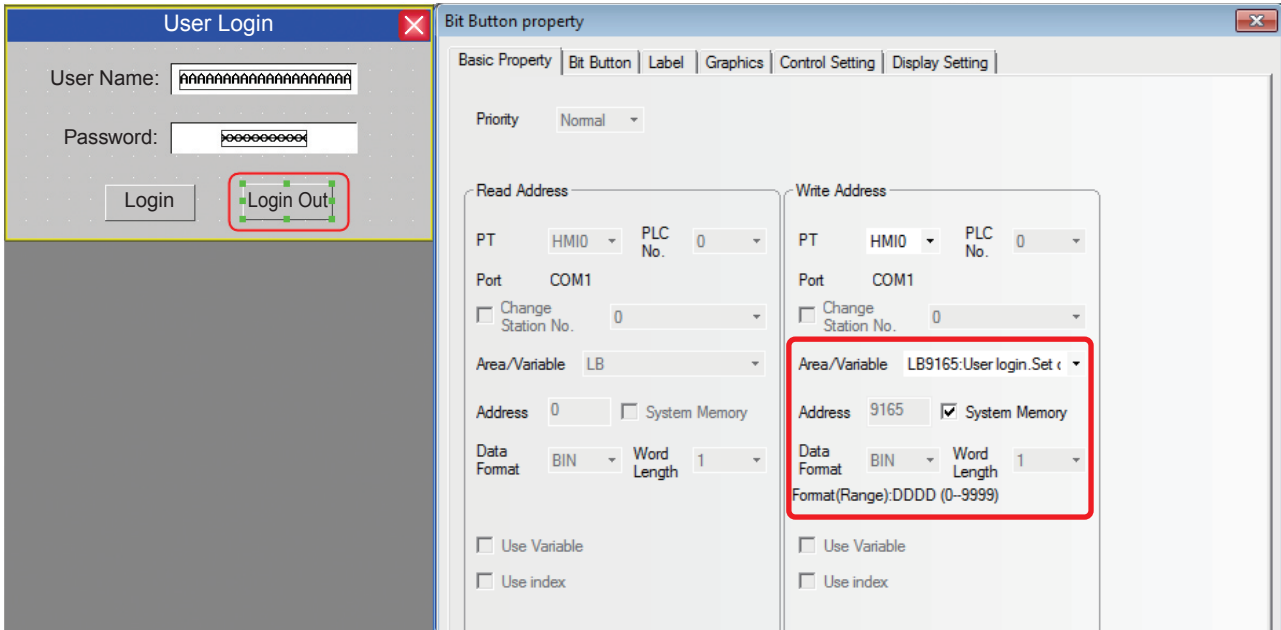 User Login
User Name: AAAAAAAAAAAAAAAAAAAA
Password:
Login Login Out
Bit Button property
Basic Property Bit Button Label Graphics Control Setting Display Setting
Priority Normal
Read Address
PT HMI0 PLC No. 0
Port COM1
Change Station No. 0
Area/Variable LB
Address 0 System Memory
Data Format BIN Word Length 1
Use Variable
Use index
Write Address
PT HMI0 PLC No. 0
Port COM1
Change Station No. 0
Area/Variable LB9165:User login.Set
Address 9165 System Memory
Data Format BIN Word Length 1
Format(Range):DDDD (0--9999)
Use Variable
Use index